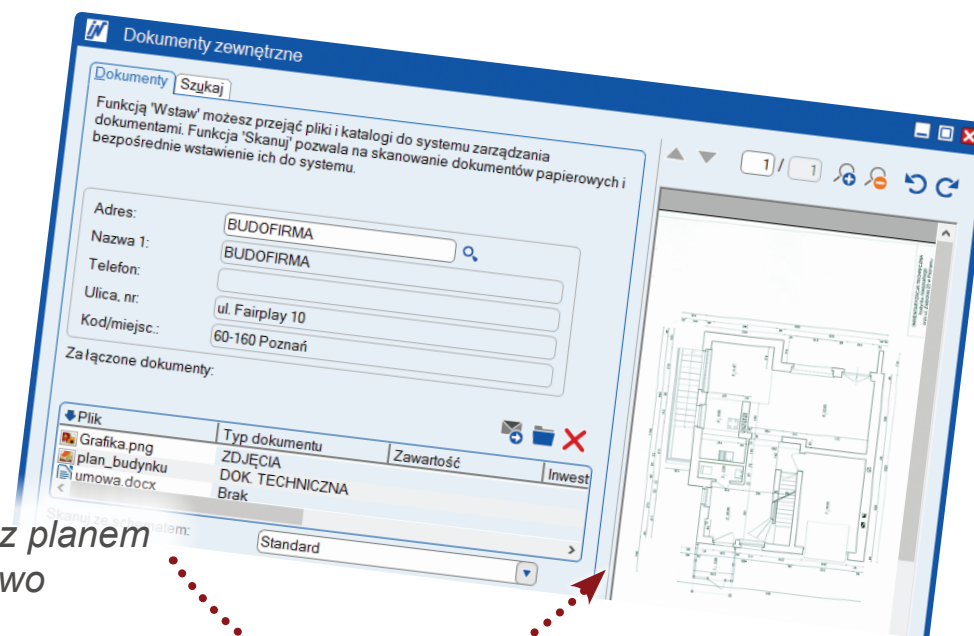 Dokumenty zewnętrzne
Dokumenty Szukaj
Funkcją 'Wstaw' możesz przejąć pliki i katalogi do systemu zarządzania
dokumentami. Funkcja 'Skanuj' pozwala na skanowanie dokumentów papierowych i
bezpośrednie wstawienie ich do systemu.
1 / 1
Adres: BUDOFIRMA
Nazwa 1: BUDOFIRMA
Telefon:
Ulica, nr: ul. Fairplay 10
Kod/miejsc.: 60-160 Poznań
Załączone dokumenty:
Plik Typ dokumentu Zawartość Inwest
Grafika.png ZDJĘCIA
plan_budynku DOK. TECHNICZNA
umowa.docx Brak
Skanuj ze schematem: Standard
z planem
wo